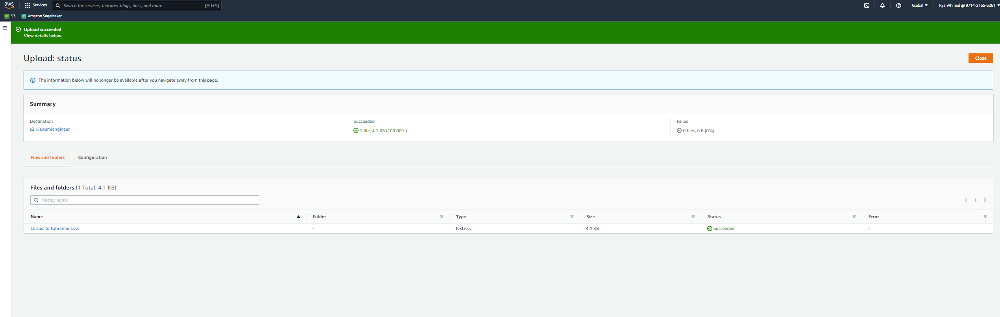 aws
Services
Search for services, features, blogs, docs, and more
[Alt+S]
Global
RyanAhmed @ 9714-2165-3261
S3
Amazon SageMaker
Upload succeeded
View details below.
Upload: status
Close
The information below will no longer be available after you navigate away from this page.
Summary
Destination
s3://awsmlengineer
Succeeded
1 file, 4.1 KB (100.00%)
Failed
0 files, 0 B (0%)
Files and folders
Configuration
Files and folders (1 Total, 4.1 KB)
Find by name
1
Name
Folder
Type
Size
Status
Error
Celsius to Fahrenheit.csv
-
text/csv
4.1 KB
Succeeded
-